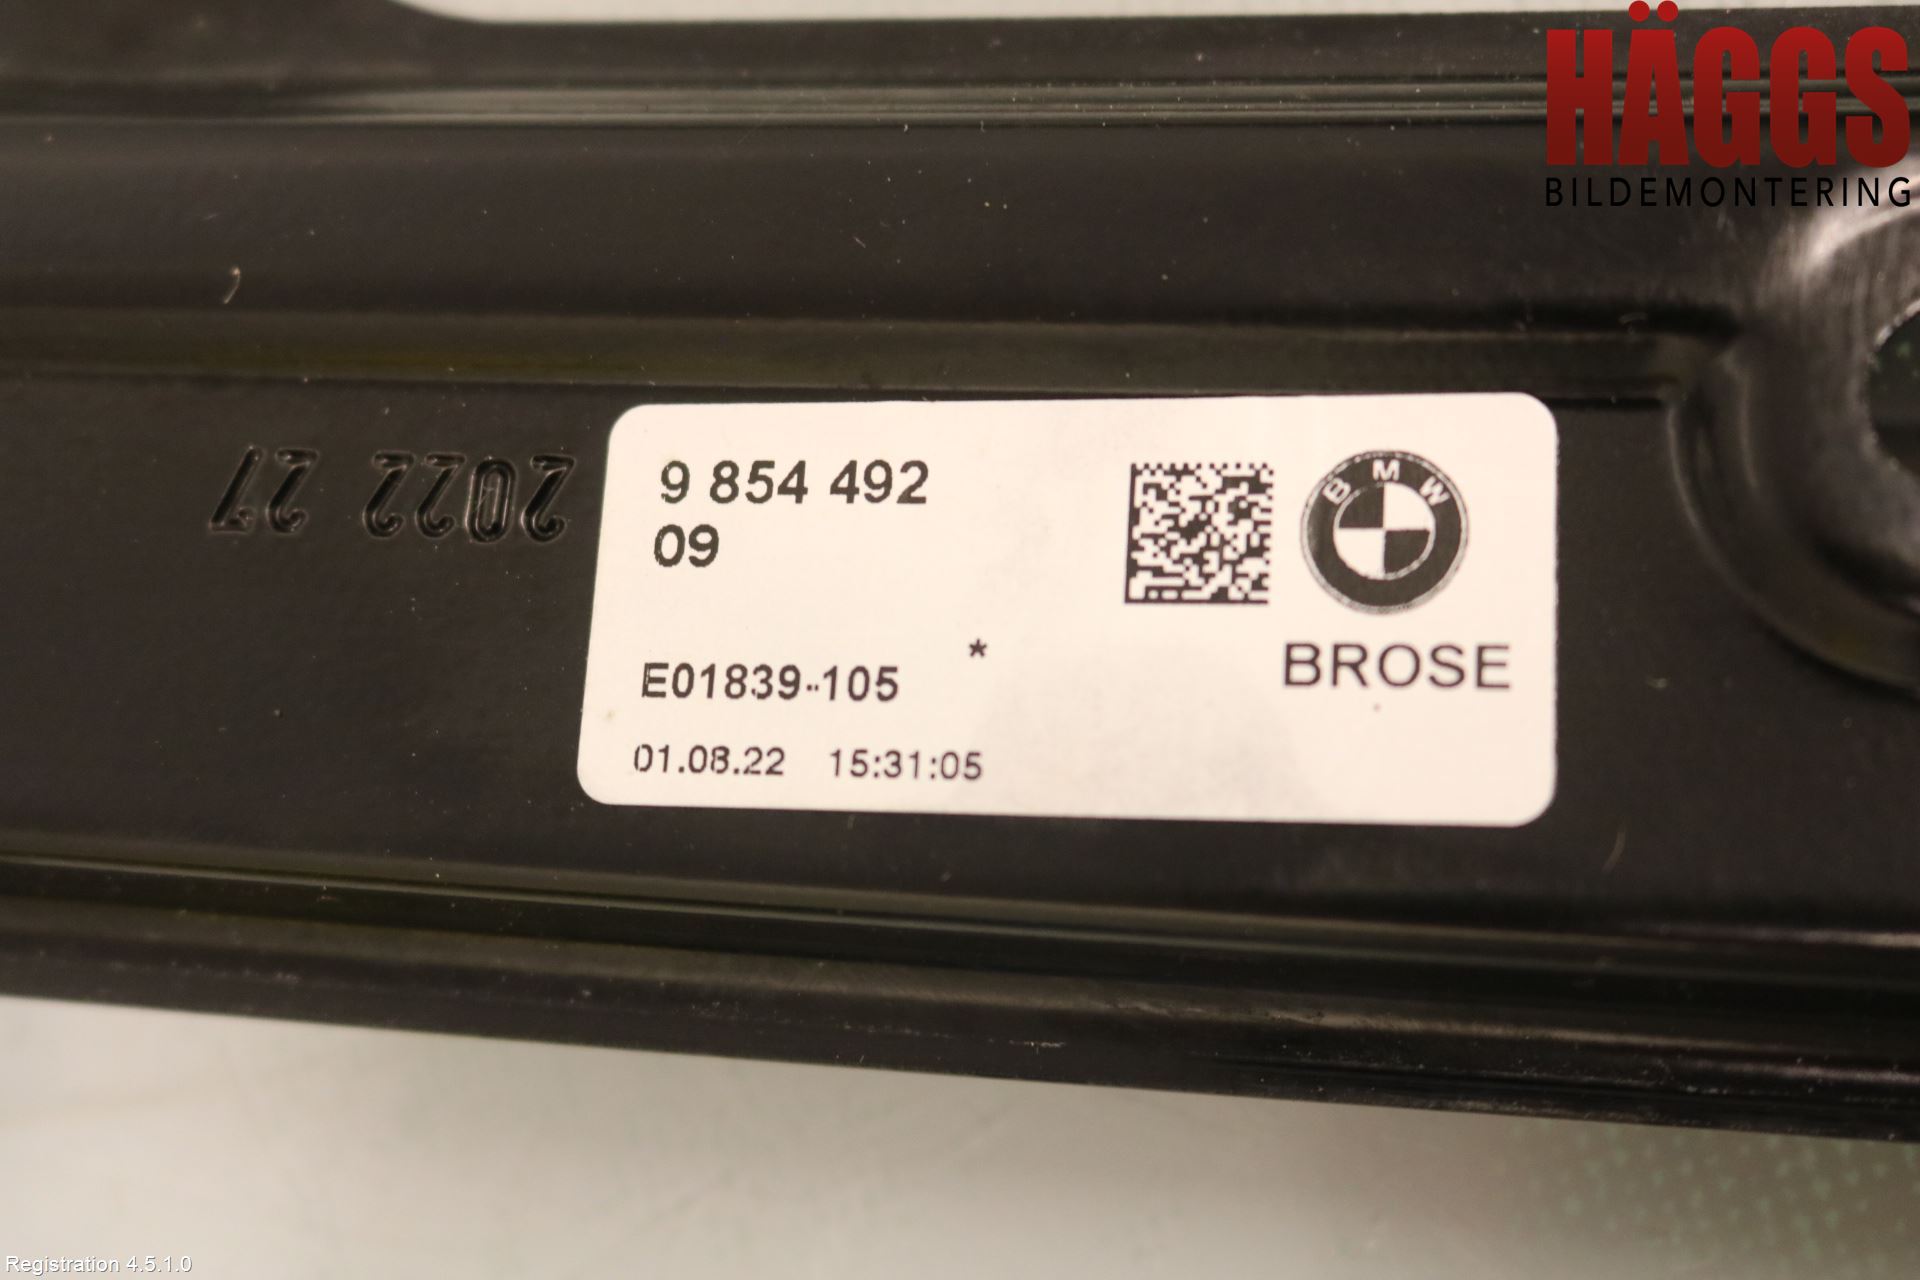 HÄGGS
BILDEMONTERING
2022 27
9 854 492
09
BMW
E01839-105 *
BROSE
01.08.22 15:31:05
Registration 4.5.1.0